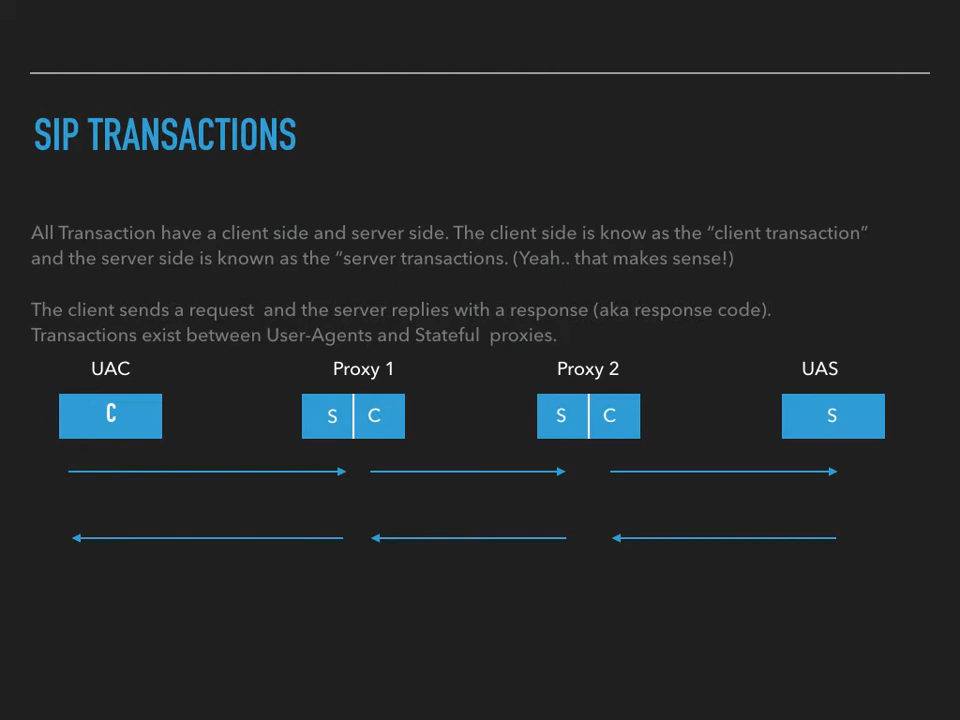 SIP TRANSACTIONS
All Transaction have a client side and server side. The client side is know as the “client transaction”
and the server side is known as the “server transactions. (Yeah.. that makes sense!)
The client sends a request  and the server replies with a response (aka response code).
Transactions exist between User-Agents and Stateful  proxies.
UAC Proxy 1 Proxy 2 UAS
C S C S C S